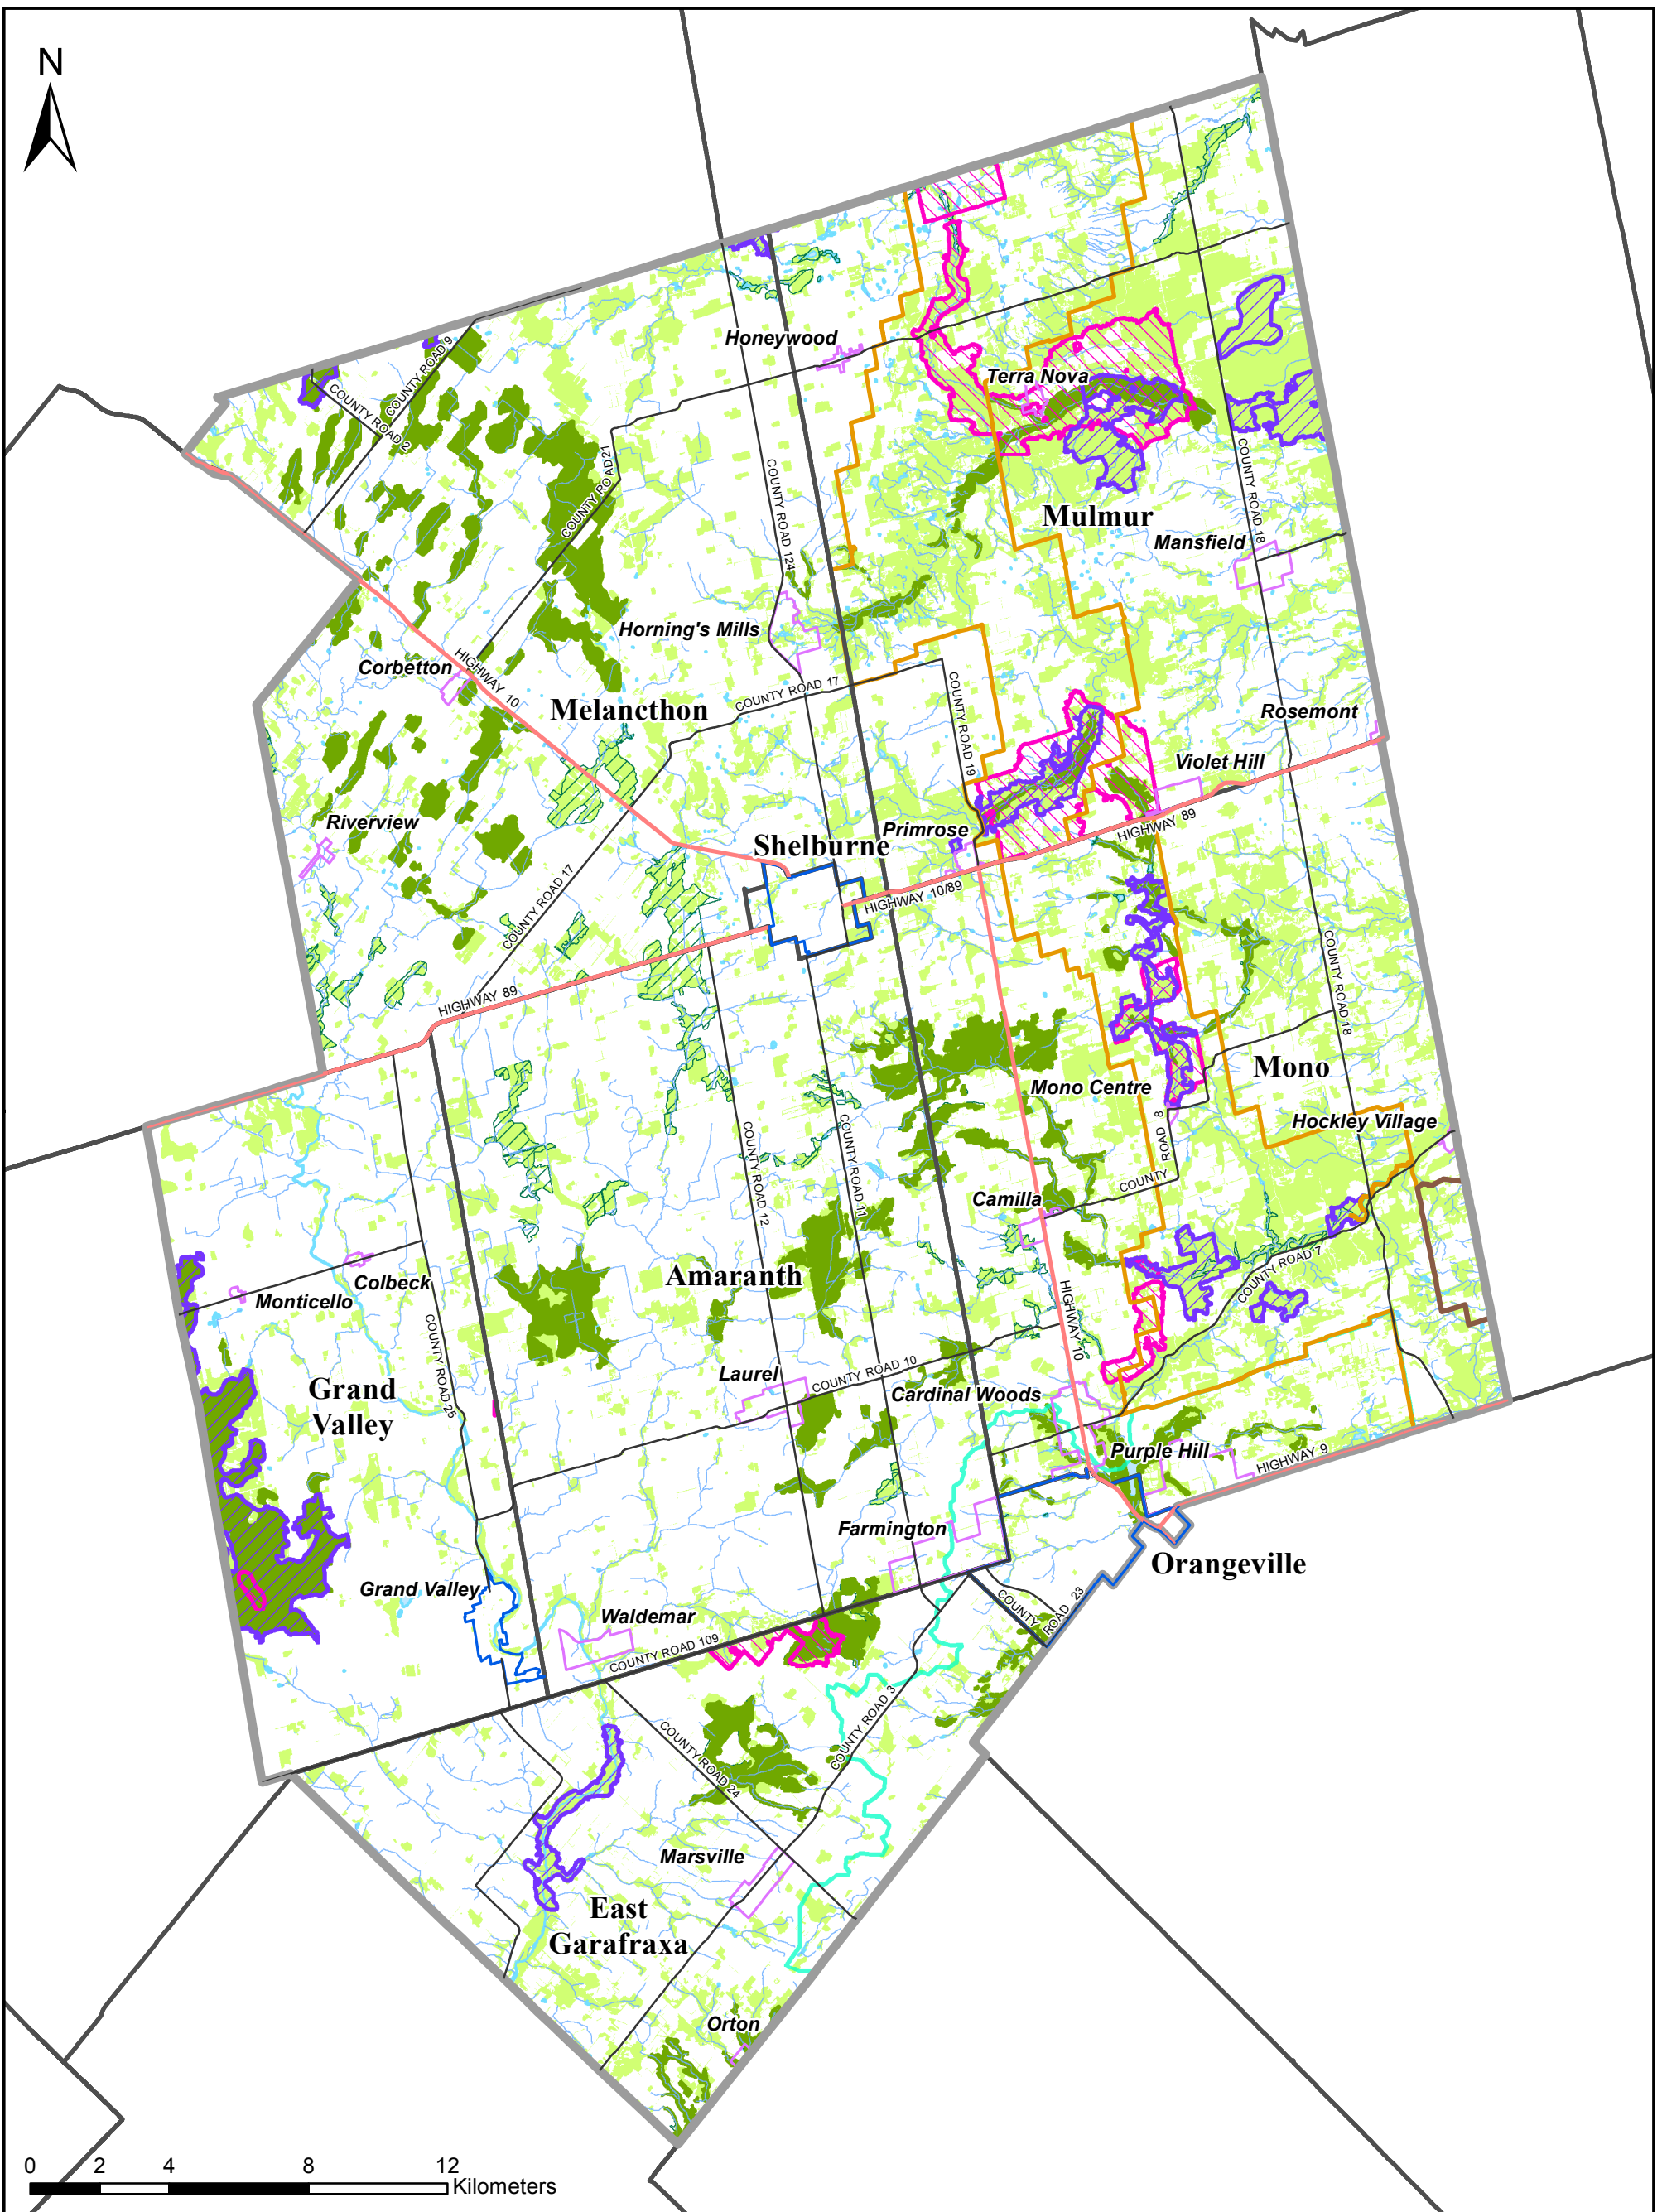 N
Honeywood
Terra Nova
COUNTY ROAD 9
COUNTY ROAD 2
COUNTY ROAD 21
COUNTY ROAD 124
COUNTY ROAD 18
Mulmur
Mansfield
Horning's Mills
Corbetton
HIGHWAY 10
Melancthon
COUNTY ROAD 17
COUNTY ROAD 19
Rosemont
Violet Hill
Riverview
Primrose
HIGHWAY 89
Shelburne
HIGHWAY 10/89
COUNTY ROAD 17
HIGHWAY 89
COUNTY ROAD 18
Mono
Mono Centre
Hockley Village
COUNTY ROAD 12
COUNTY ROAD 11
COUNTY ROAD 8
Camilla
Amaranth
Colbeck
Monticello
COUNTY ROAD 7
HIGHWAY 10
COUNTY ROAD 25
Laurel
COUNTY ROAD 10
Cardinal Woods
Grand
Valley
Purple Hill
HIGHWAY 9
Farmington
Orangeville
Grand Valley
Waldemar
COUNTY ROAD 23
COUNTY ROAD 109
COUNTY ROAD 3
COUNTY ROAD 24
Marsville
East
Garafraxa
Orton
0 2 4 8 12
Kilometers